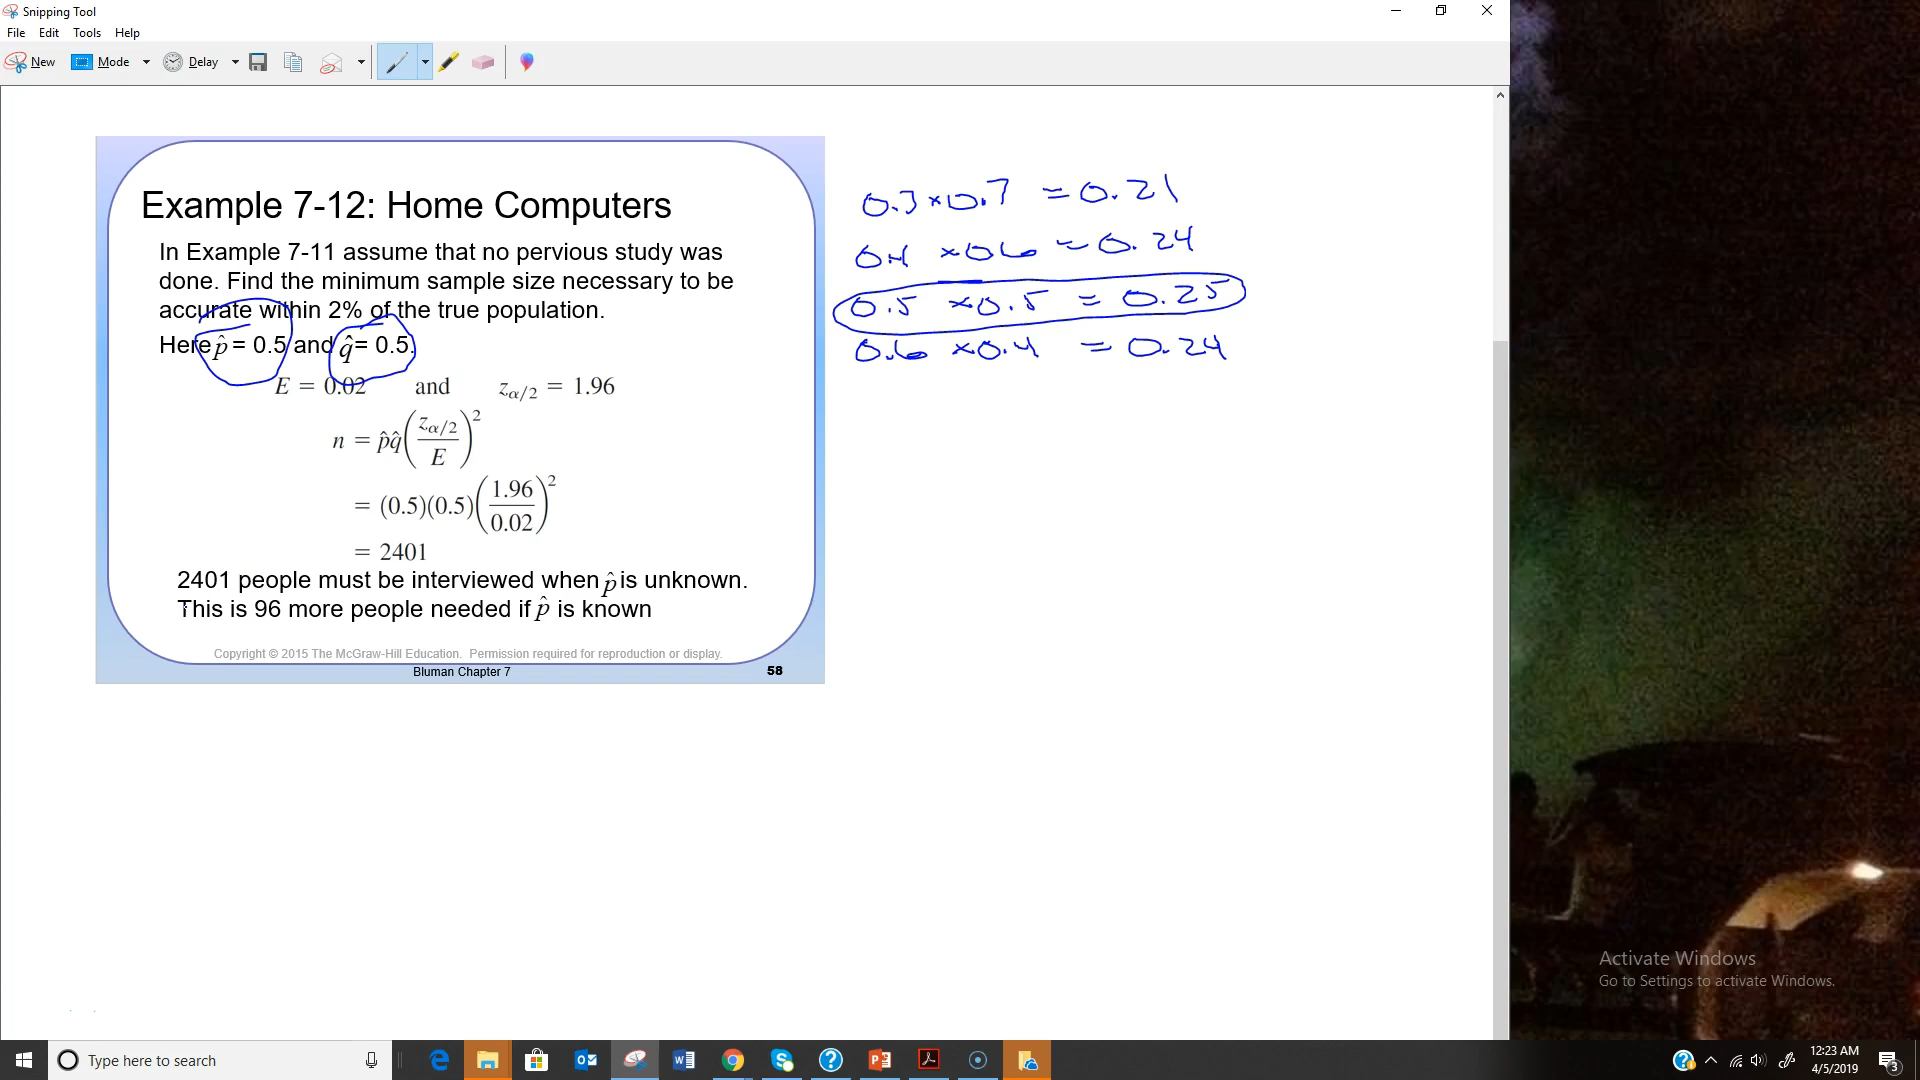 Snipping Tool
File Edit Tools Help
New Mode Delay
Example 7-12: Home Computers
In Example 7-11 assume that no pervious study was
done. Find the minimum sample size necessary to be
accurate within 2% of the true population.
Here p̂ = 0.5 and q̂ = 0.5.
E = 0.02 and zα/2 = 1.96
n = p̂q̂(zα/2 / E)²
= (0.5)(0.5)(1.96 / 0.02)²
= 2401
2401 people must be interviewed when p̂ is unknown.
This is 96 more people needed if p̂ is known
Copyright © 2015 The McGraw-Hill Education. Permission required for reproduction or display.
Bluman Chapter 7 58
0.3 × 0.7 = 0.21
0.4 × 0.6 = 0.24
0.5 × 0.5 = 0.25
0.6 × 0.4 = 0.24
Activate Windows
Go to Settings to activate Windows.
Type here to search
12:23 AM
4/5/2019
3